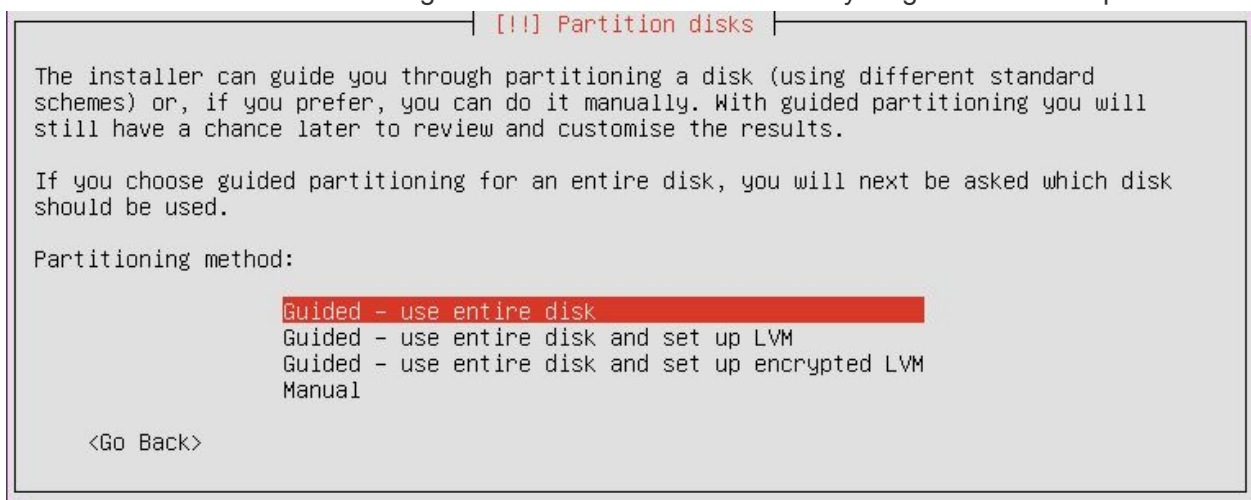 [!!] Partition disks
The installer can guide you through partitioning a disk (using different standard
schemes) or, if you prefer, you can do it manually. With guided partitioning you will
still have a chance later to review and customise the results.
If you choose guided partitioning for an entire disk, you will next be asked which disk
should be used.
Partitioning method:
Guided - use entire disk
Guided - use entire disk and set up LVM
Guided - use entire disk and set up encrypted LVM
Manual
<Go Back>